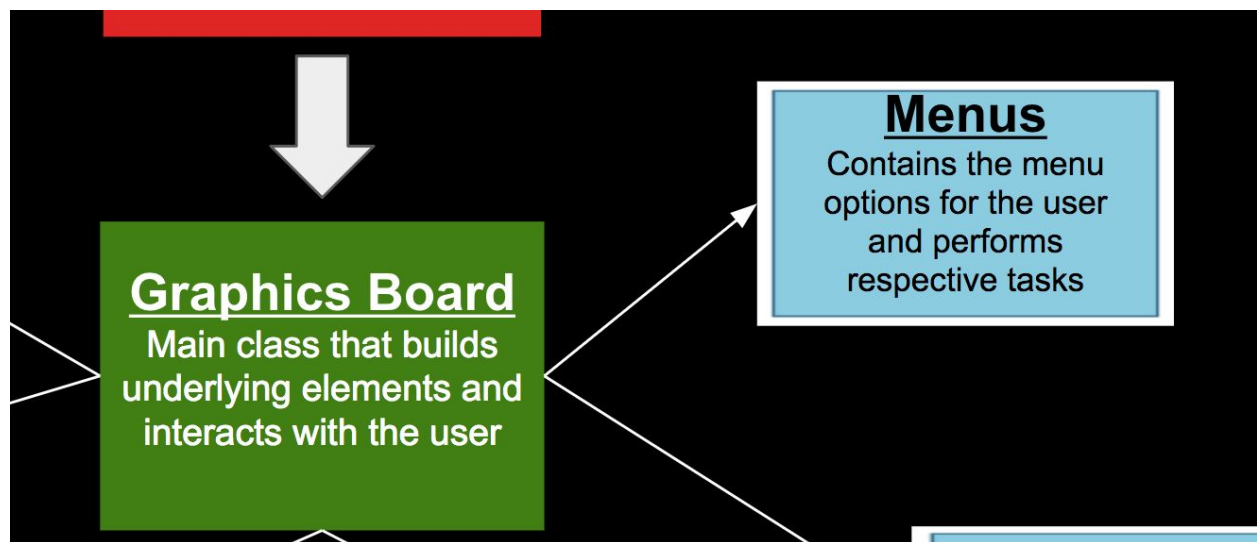 Menus
Contains the menu
options for the user
and performs
respective tasks
Graphics Board
Main class that builds
underlying elements and
interacts with the user